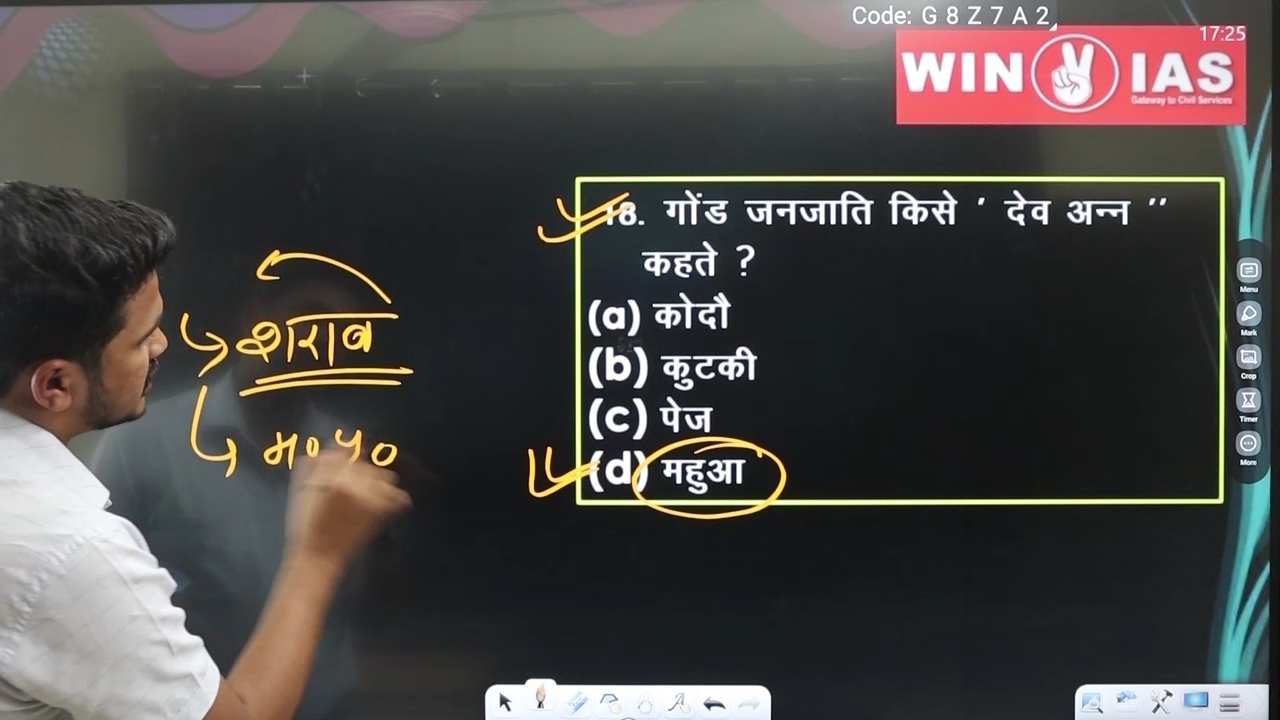 Code: G 8 Z 7 A 2
17:25
WIN IAS
Gateway to Civil Services
18. गोंड जनजाति किसे ' देव अन्न ''
कहते ?
(a) कोदौ
(b) कुटकी
(c) पेज
(d) महुआ
शराब
म०प्र०
Menu
Mark
Crop
Timer
More